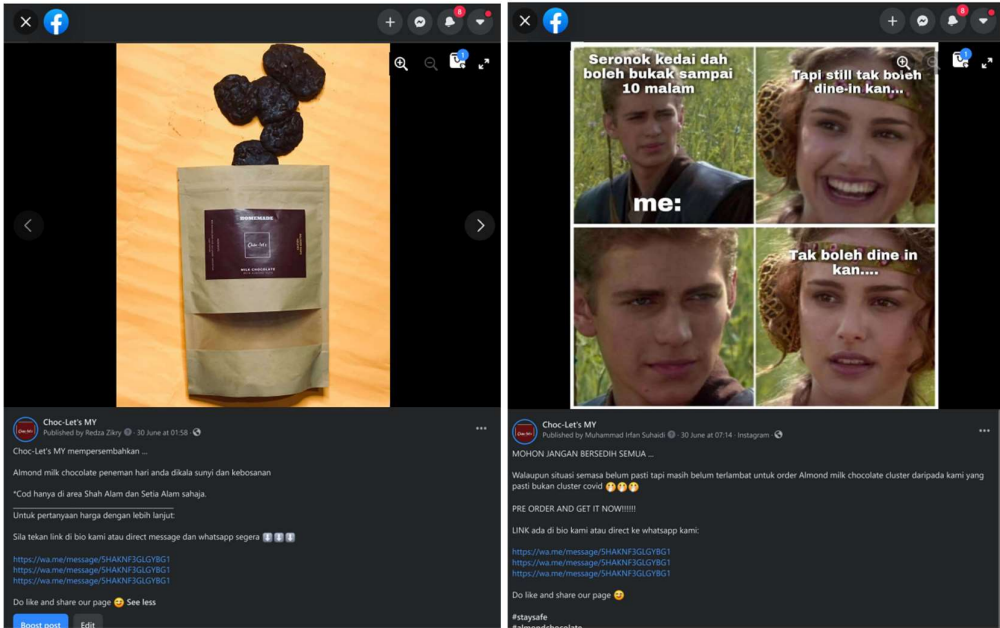 8
1
HOMEMADE
Choc-Let's
MILK CHOCOLATE
Choc-Let's MY
Published by Redza Zikry · 30 June at 01:58 ·
Choc-Let's MY mempersembahkan ...
Almond milk chocolate peneman hari anda dikala sunyi dan kebosanan
*Cod hanya di area Shah Alam dan Setia Alam sahaja.
Untuk pertanyaan harga dengan lebih lanjut:
Sila tekan link di bio kami atau direct message dan whatsapp segera ⬇️⬇️⬇️
https://wa.me/message/5HAKNF3GLGYBG1
https://wa.me/message/5HAKNF3GLGYBG1
https://wa.me/message/5HAKNF3GLGYBG1
Do like and share our page 😅 See less
Boost post
Edit
8
1
Seronok kedai dah
boleh bukak sampai
10 malam
Tapi still tak boleh
dine-in kan...
me:
Tak boleh dine in
kan....
Choc-Let's MY
Published by Muhammad Irfan Suhaidi · 30 June at 07:14 · Instagram ·
MOHON JANGAN BERSEDIH SEMUA ...
Walaupun situasi semasa belum pasti tapi masih belum terlambat untuk order Almond milk chocolate cluster daripada kami yang
pasti bukan cluster covid 🤭🤭🤭
PRE ORDER AND GET IT NOW!!!!!!
LINK ada di bio kami atau direct ke whatsapp kami:
https://wa.me/message/5HAKNF3GLGYBG1
https://wa.me/message/5HAKNF3GLGYBG1
https://wa.me/message/5HAKNF3GLGYBG1
Do like and share our page 😅
#staysafe
#almondchocolate